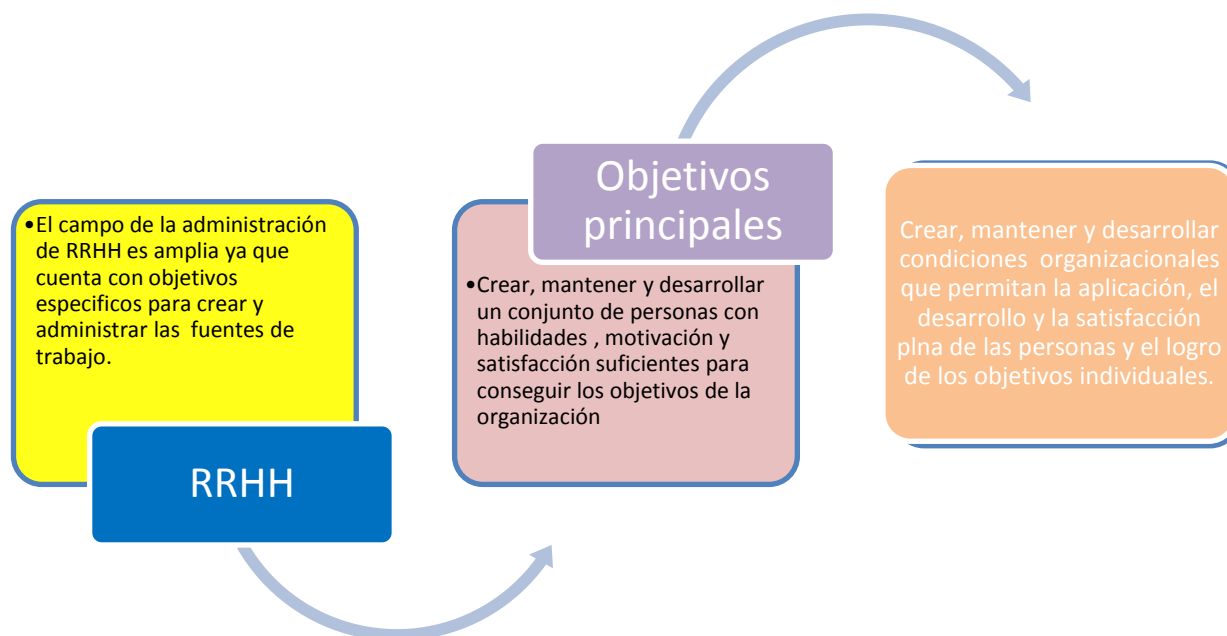 •El campo de la administración
de RRHH es amplia ya que
cuenta con objetivos
especificos para crear y
administrar las fuentes de
trabajo.
RRHH
Objetivos
principales
•Crear, mantener y desarrollar
un conjunto de personas con
habilidades , motivación y
satisfacción suficientes para
conseguir los objetivos de la
organización
Crear, mantener y desarrollar
condiciones organizacionales
que permitan la aplicación, el
desarrollo y la satisfacción
plna de las personas y el logro
de los objetivos individuales.